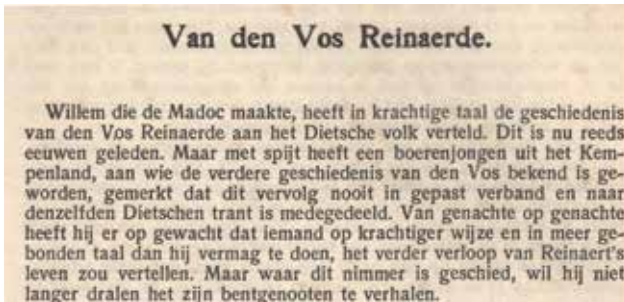 Van den Vos Reinaerde.
Willem die de Madoc maakte, heeft in krachtige taal de geschiedenis
van den Vos Reinaerde aan het Dietsche volk verteld. Dit is nu reeds
eeuwen geleden. Maar met spijt heeft een boerenjongen uit het Kem-
penland, aan wie de verdere geschiedenis van den Vos bekend is ge-
worden, gemerkt dat dit vervolg nooit in gepast verband en naar
denzelfden Dietschen trant is medegedeeld. Van genachte op genachte
heeft hij er op gewacht dat iemand op krachtiger wijze en in meer ge-
bonden taal dan hij vermag te doen, het verder verloop van Reinaert's
leven zou vertellen. Maar waar dit nimmer is geschied, wil hij niet
langer dralen het zijn bentgenooten te verhalen.